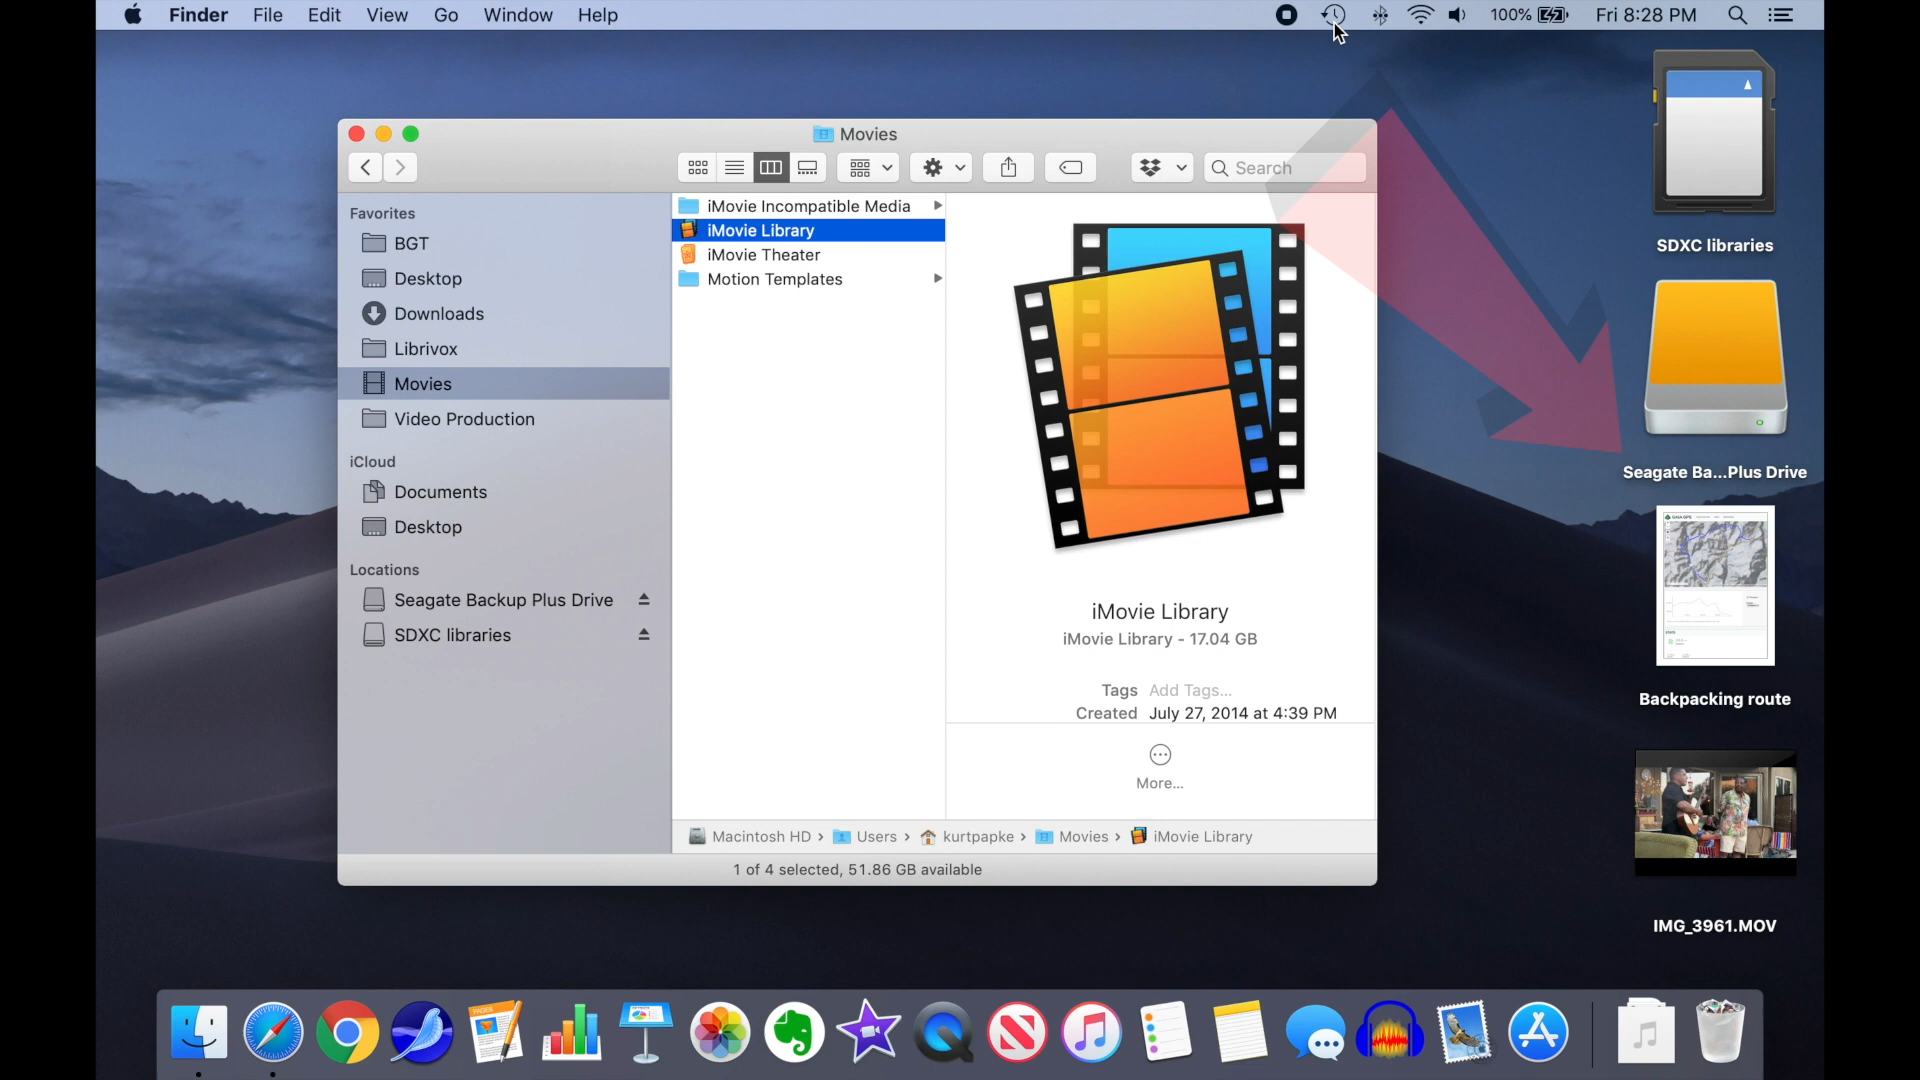 Finder File Edit View Go Window Help 100% Fri 8:28 PM
Movies
Search
Favorites
BGT
Desktop
Downloads
Librivox
Movies
Video Production
iCloud
Documents
Desktop
Locations
Seagate Backup Plus Drive
SDXC libraries
iMovie Incompatible Media
iMovie Library
iMovie Theater
Motion Templates
iMovie Library
iMovie Library - 17.04 GB
Tags Add Tags...
Created July 27, 2014 at 4:39 PM
More...
Macintosh HD › Users › kurtpapke › Movies › iMovie Library
1 of 4 selected, 51.86 GB available
SDXC libraries
Seagate Ba...Plus Drive
GAIA GPS
Backpacking route
IMG_3961.MOV
PAGES